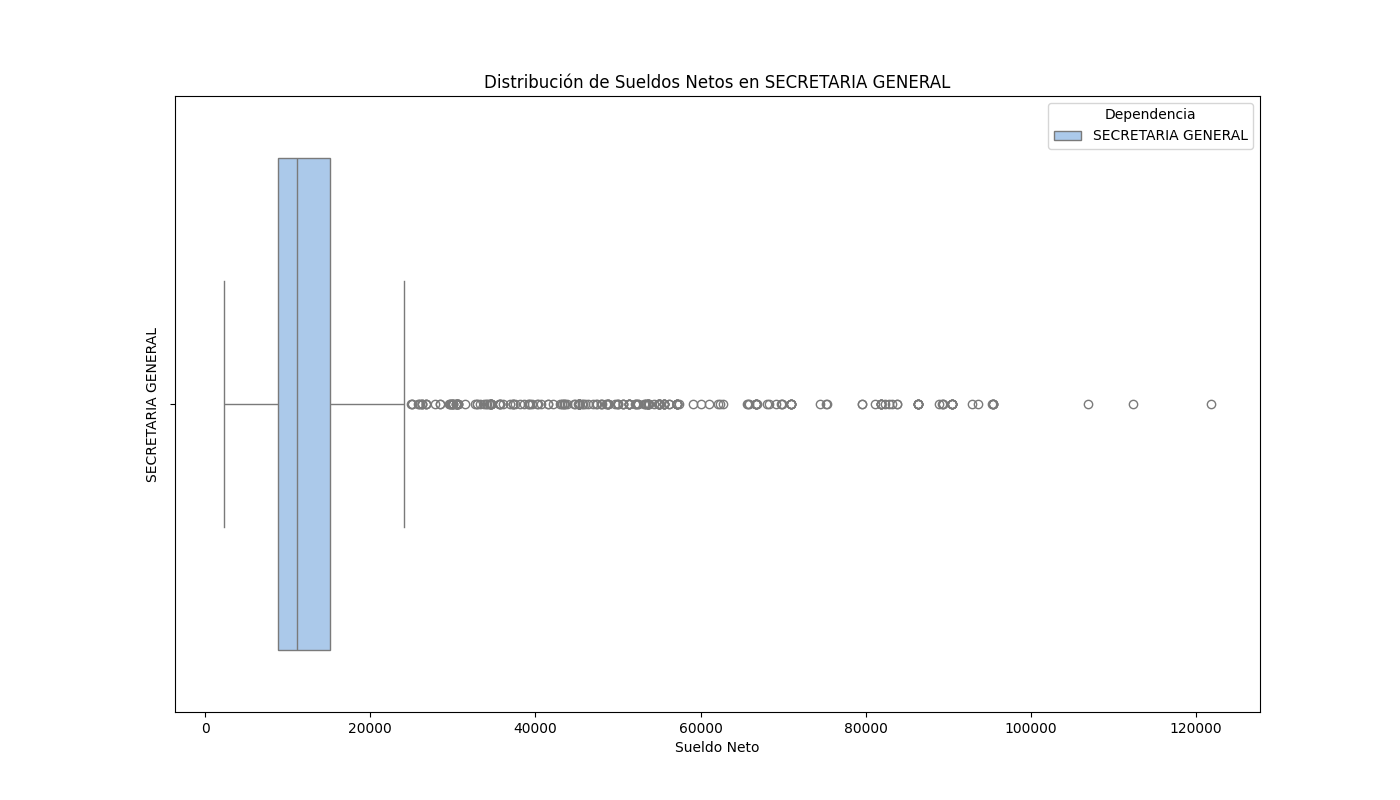 Distribución de Sueldos Netos en SECRETARIA GENERAL
Dependencia
SECRETARIA GENERAL
SECRETARIA GENERAL
0 20000 40000 60000 80000 100000 120000
Sueldo Neto